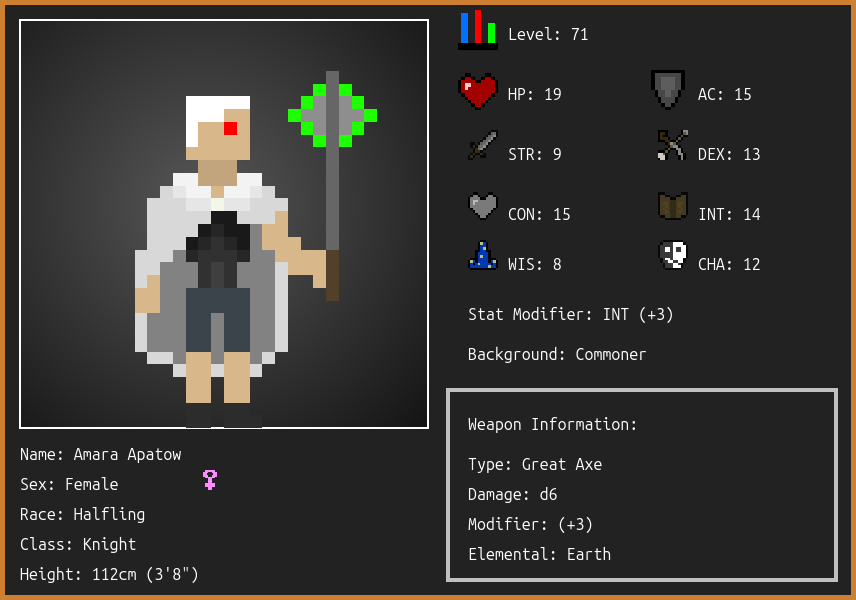 Level: 71
HP: 19
AC: 15
STR: 9
DEX: 13
CON: 15
INT: 14
WIS: 8
CHA: 12
Stat Modifier: INT (+3)
Background: Commoner
Weapon Information:
Type: Great Axe
Damage: d6
Modifier: (+3)
Elemental: Earth
Name: Amara Apatow
Sex: Female
Race: Halfling
Class: Knight
Height: 112cm (3'8")